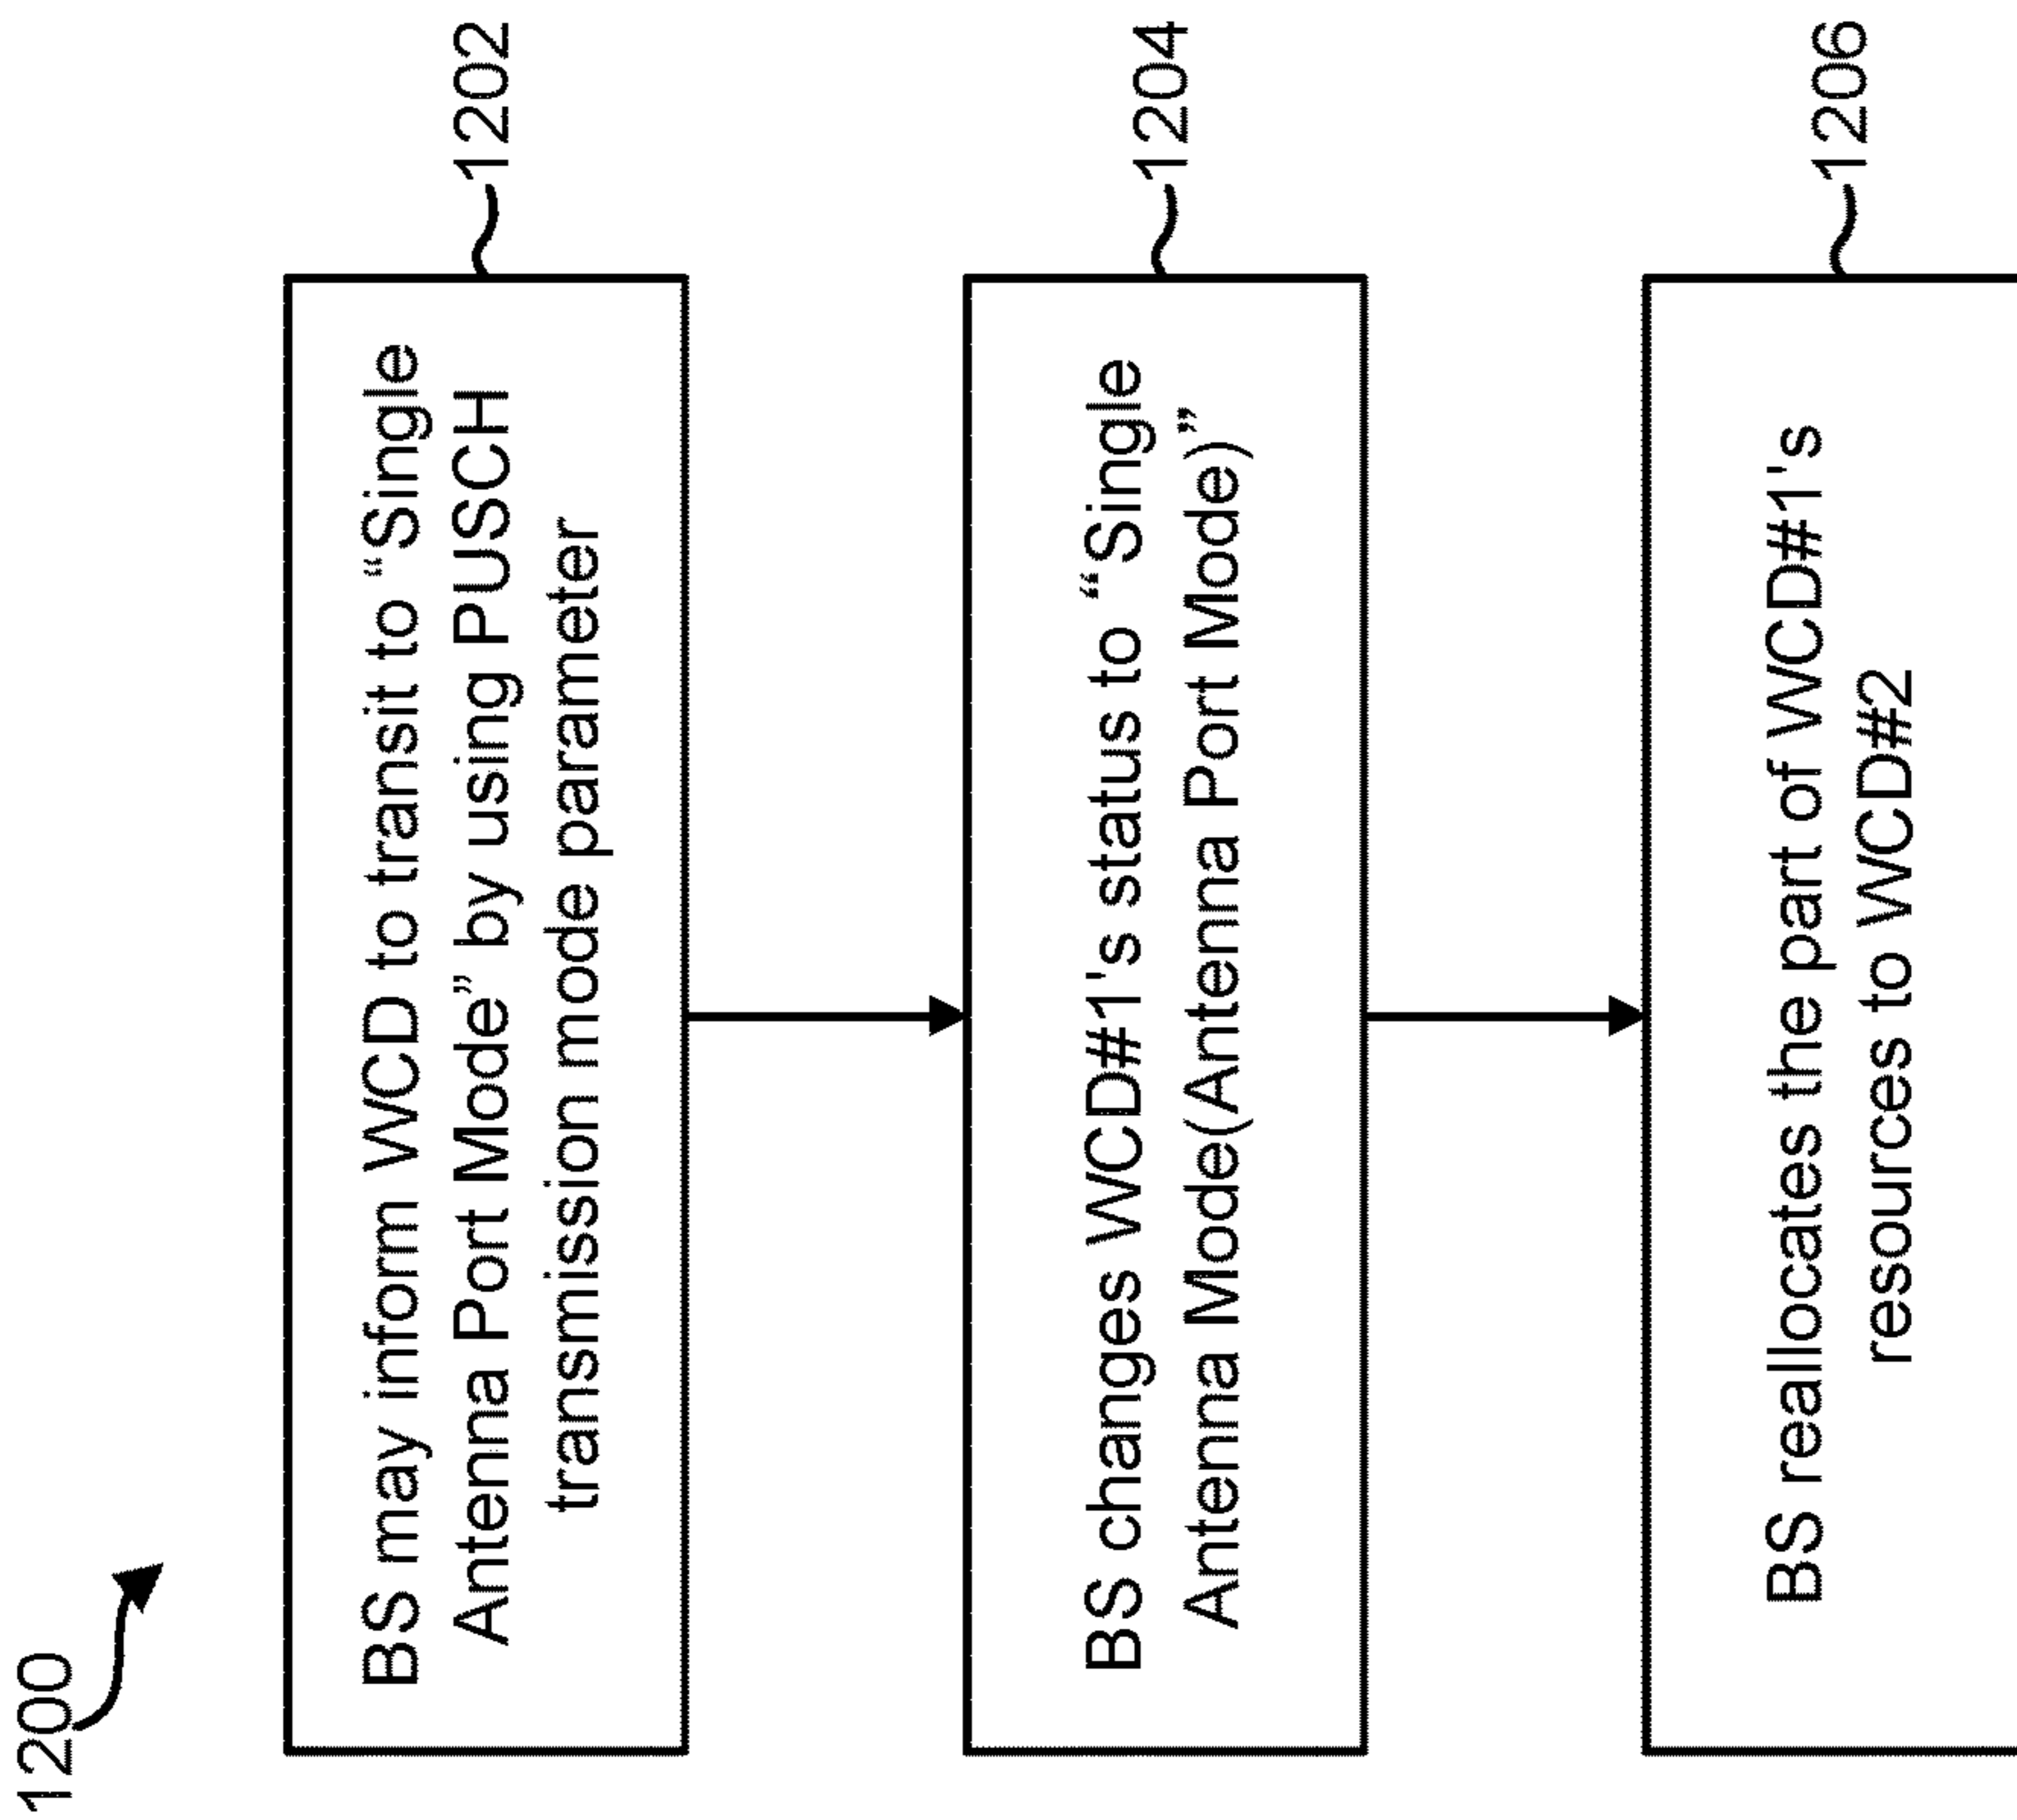 1200
BS may inform WCD to transit to “Single
Antenna Port Mode” by using PUSCH
transmission mode parameter
1202
BS changes WCD#1's status to “Single
Antenna Mode(Antenna Port Mode)”
1204
BS reallocates the part of WCD#1's
resources to WCD#2
1206